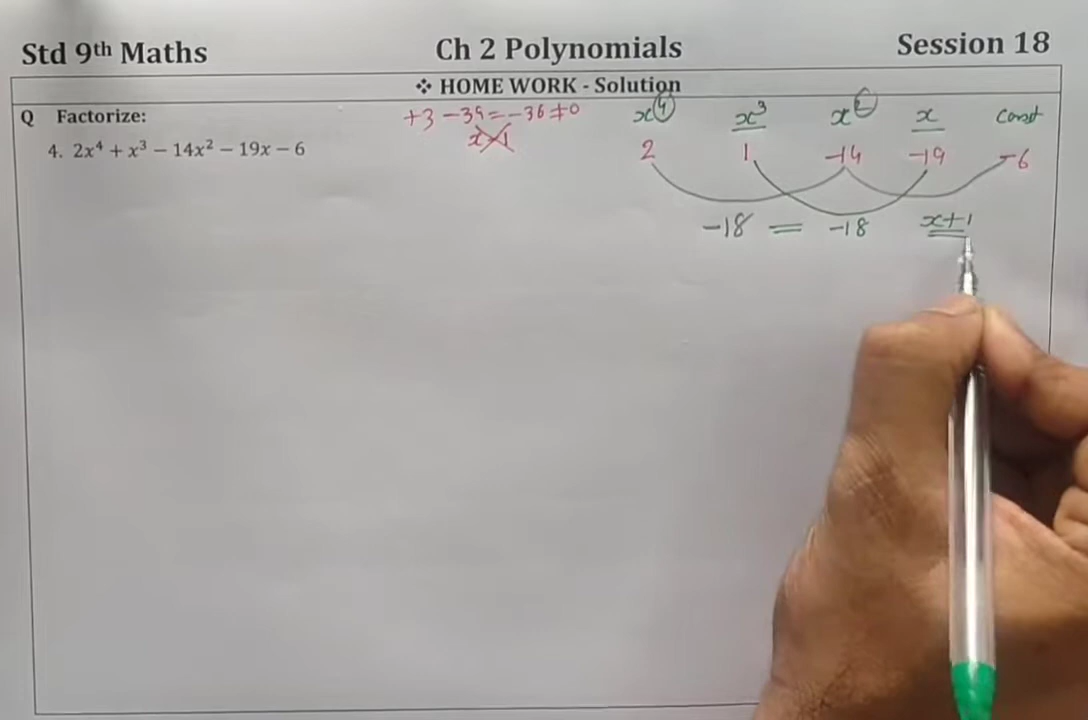 Std 9th Maths Ch 2 Polynomials Session 18
❖ HOME WORK - Solution
Q Factorize:
4. 2x⁴ + x³ − 14x² − 19x − 6
+3 −39 = −36 ≠ 0
x−1
x⁴ x³ x² x const
2 1 −14 −19 −6
−18 = −18 x+1